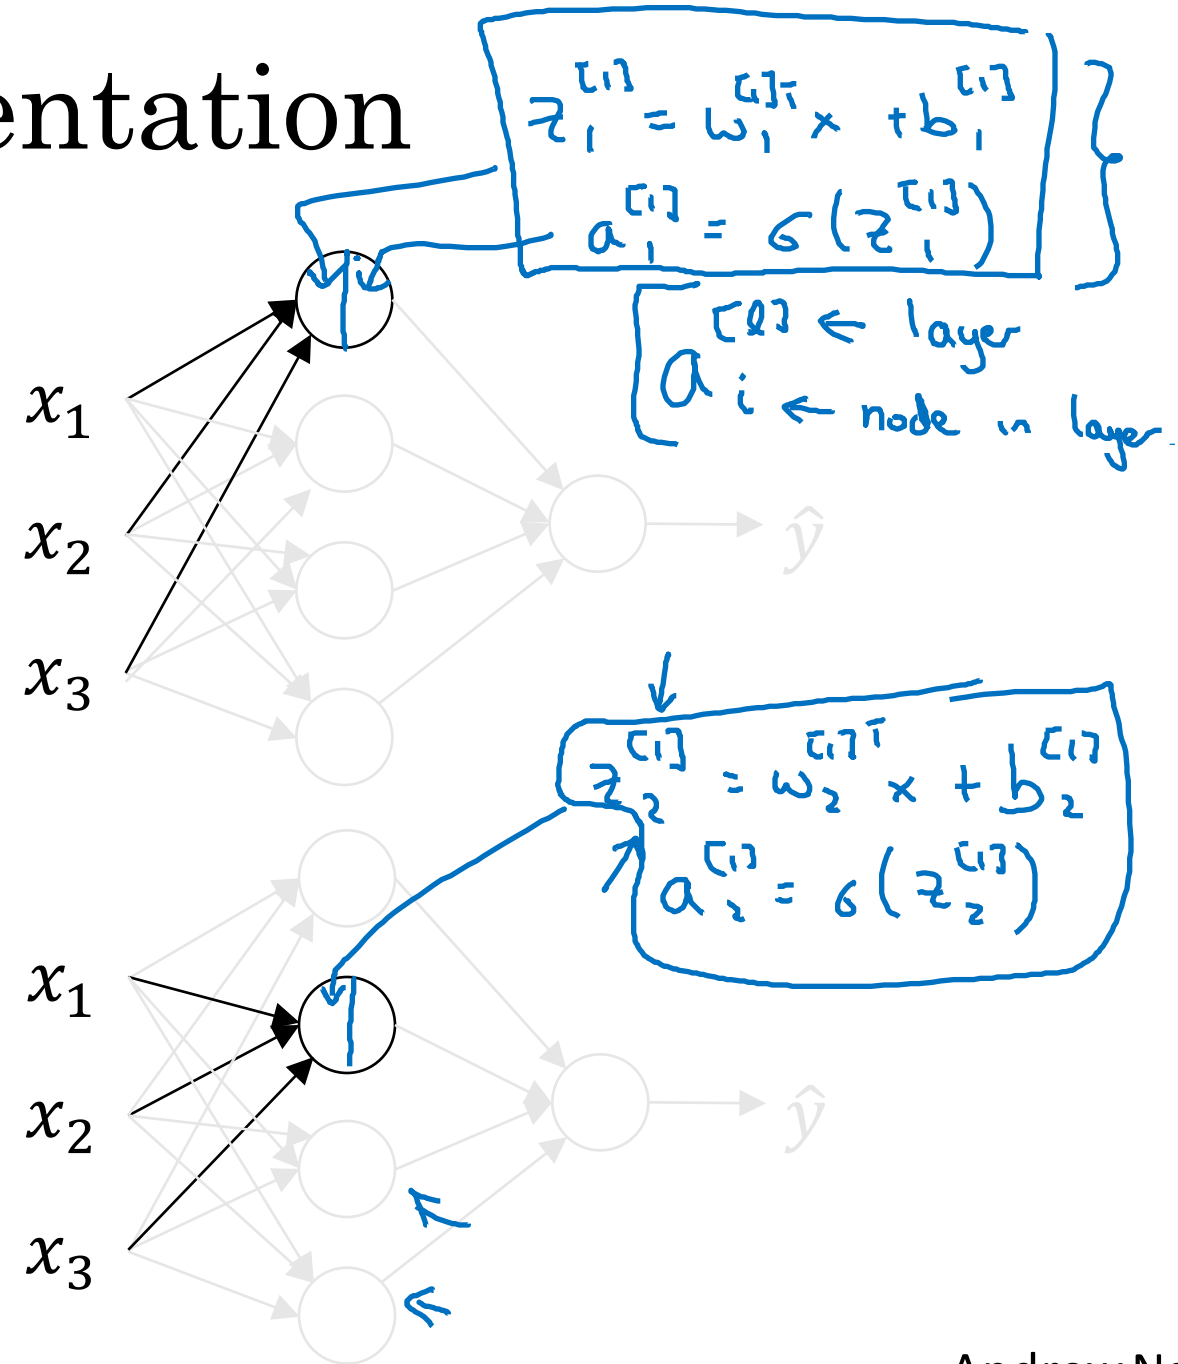 entation
z₁^[1] = w₁^[1]T x + b₁^[1]
a₁^[1] = σ(z₁^[1])
a_i^[l] ← layer
← node in layer.
x₁
x₂
ŷ
x₃
z₂^[1] = w₂^[1]T x + b₂^[1]
a₂^[1] = σ(z₂^[1])
x₁
x₂
ŷ
x₃